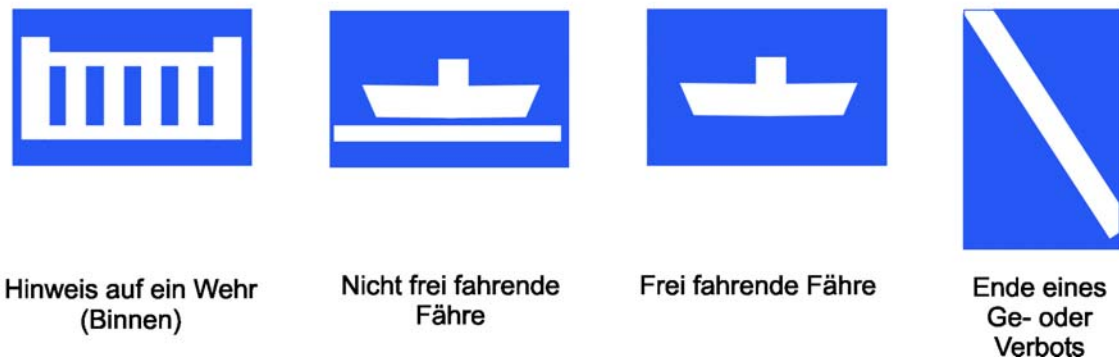 Hinweis auf ein Wehr
(Binnen)
Nicht frei fahrende
Fähre
Frei fahrende Fähre
Ende eines
Ge- oder
Verbots